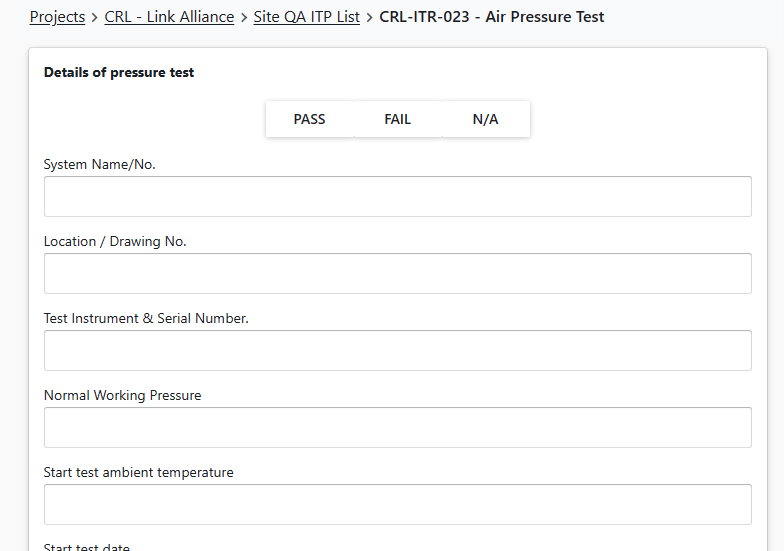 Projects > CRL - Link Alliance > Site QA ITP List > CRL-ITR-023 - Air Pressure Test
Details of pressure test
PASS FAIL N/A
System Name/No.
Location / Drawing No.
Test Instrument & Serial Number.
Normal Working Pressure
Start test ambient temperature
Start test date